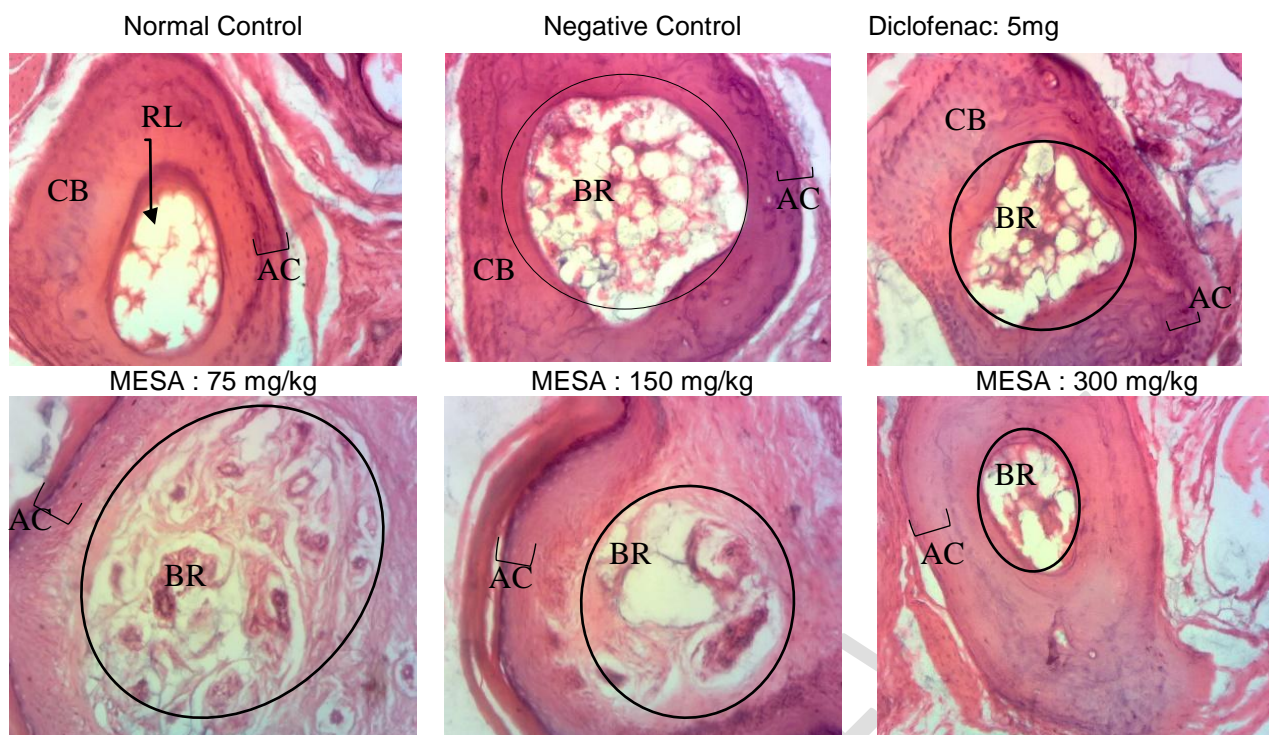 Normal Control
Negative Control
Diclofenac: 5mg
RL
CB
AC
BR
CB
AC
CB
BR
AC
MESA : 75 mg/kg
MESA : 150 mg/kg
MESA : 300 mg/kg
AC
BR
BR
AC
BR
AC